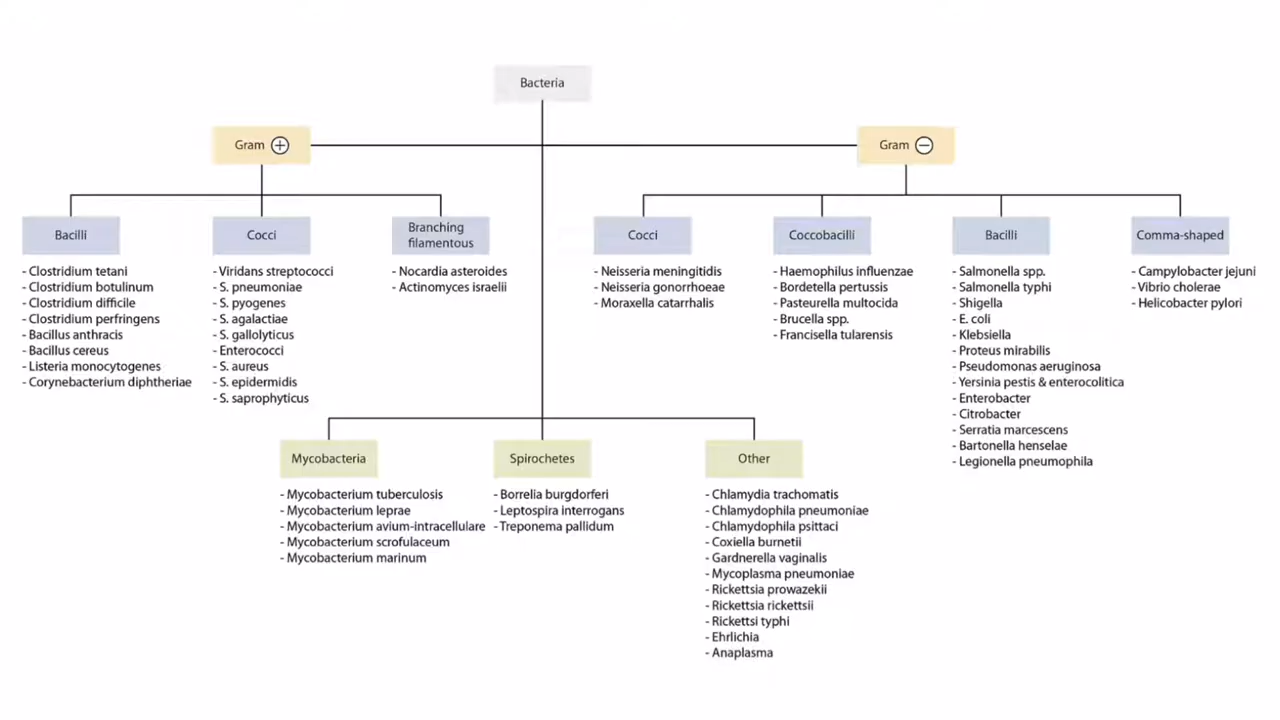 Bacteria
Gram +
Gram −
Bacilli
- Clostridium tetani
- Clostridium botulinum
- Clostridium difficile
- Clostridium perfringens
- Bacillus anthracis
- Bacillus cereus
- Listeria monocytogenes
- Corynebacterium diphtheriae
Cocci
- Viridans streptococci
- S. pneumoniae
- S. pyogenes
- S. agalactiae
- S. gallolyticus
- Enterococci
- S. aureus
- S. epidermidis
- S. saprophyticus
Branching
filamentous
- Nocardia asteroides
- Actinomyces israelii
Cocci
- Neisseria meningitidis
- Neisseria gonorrhoeae
- Moraxella catarrhalis
Coccobacilli
- Haemophilus influenzae
- Bordetella pertussis
- Pasteurella multocida
- Brucella spp.
- Francisella tularensis
Bacilli
- Salmonella spp.
- Salmonella typhi
- Shigella
- E. coli
- Klebsiella
- Proteus mirabilis
- Pseudomonas aeruginosa
- Yersinia pestis & enterocolitica
- Enterobacter
- Citrobacter
- Serratia marcescens
- Bartonella henselae
- Legionella pneumophila
Comma-shaped
- Campylobacter jejuni
- Vibrio cholerae
- Helicobacter pylori
Mycobacteria
- Mycobacterium tuberculosis
- Mycobacterium leprae
- Mycobacterium avium-intracellulare
- Mycobacterium scrofulaceum
- Mycobacterium marinum
Spirochetes
- Borrelia burgdorferi
- Leptospira interrogans
- Treponema pallidum
Other
- Chlamydia trachomatis
- Chlamydophila pneumoniae
- Chlamydophila psittaci
- Coxiella burnetii
- Gardnerella vaginalis
- Mycoplasma pneumoniae
- Rickettsia prowazekii
- Rickettsia rickettsii
- Rickettsi typhi
- Ehrlichia
- Anaplasma